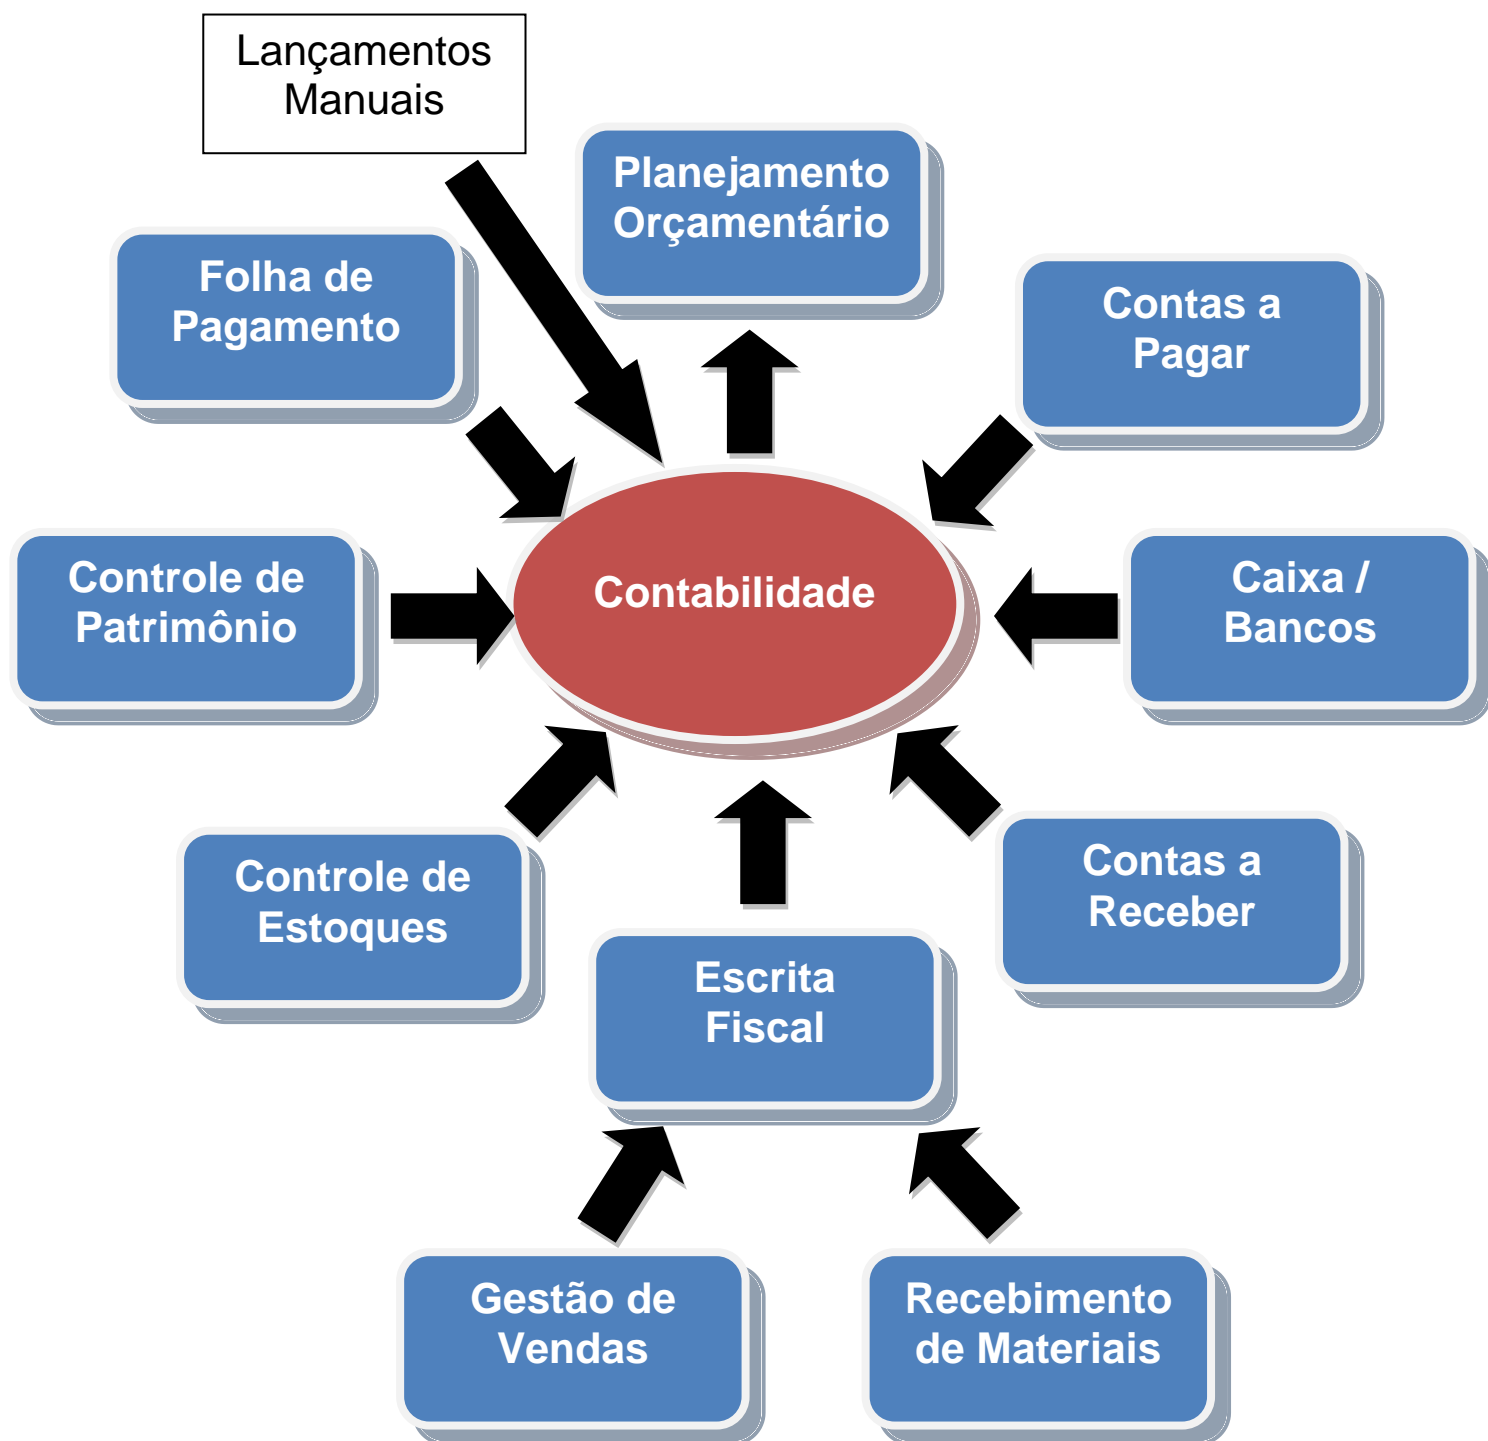 Lançamentos
Manuais
Planejamento
Orçamentário
Folha de
Pagamento
Contas a
Pagar
Controle de
Patrimônio
Contabilidade
Caixa /
Bancos
Controle de
Estoques
Contas a
Receber
Escrita
Fiscal
Gestão de
Vendas
Recebimento
de Materiais